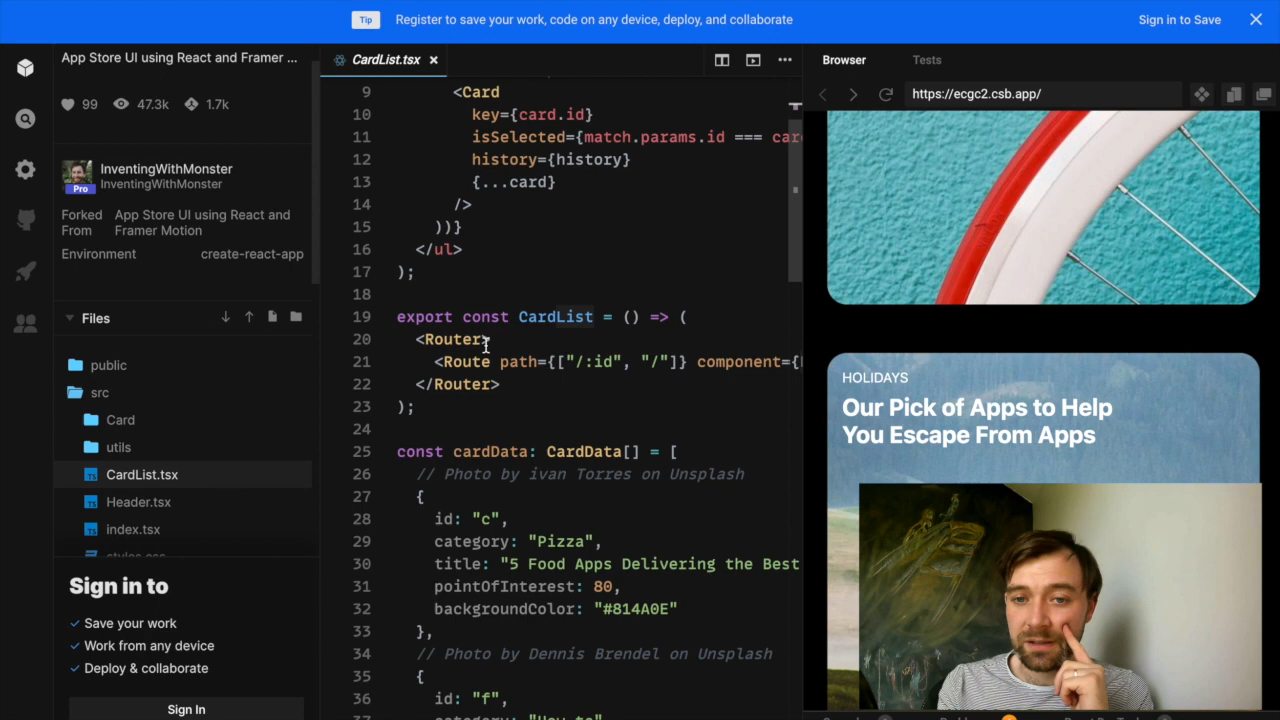 Tip
Register to save your work, code on any device, deploy, and collaborate
Sign in to Save
App Store UI using React and Framer ...
99
47.3k
1.7k
InventingWithMonster
InventingWithMonster
Pro
Forked From
App Store UI using React and Framer Motion
Environment
create-react-app
Files
public
src
Card
utils
CardList.tsx
Header.tsx
index.tsx
styles.css
Sign in to
Save your work
Work from any device
Deploy & collaborate
Sign In
CardList.tsx
9 <Card
10 key={card.id}
11 isSelected={match.params.id === car
12 history={history}
13 {...card}
14 />
15 ))}
16 </ul>
17 );
18
19 export const CardList = () => (
20 <Router>
21 <Route path={["/:id", "/"]} component={
22 </Router>
23 );
24
25 const cardData: CardData[] = [
26 // Photo by ivan Torres on Unsplash
27 {
28 id: "c",
29 category: "Pizza",
30 title: "5 Food Apps Delivering the Best
31 pointOfInterest: 80,
32 backgroundColor: "#814A0E"
33 },
34 // Photo by Dennis Brendel on Unsplash
35 {
36 id: "f",
Browser
Tests
https://ecgc2.csb.app/
HOLIDAYS
Our Pick of Apps to Help
You Escape From Apps